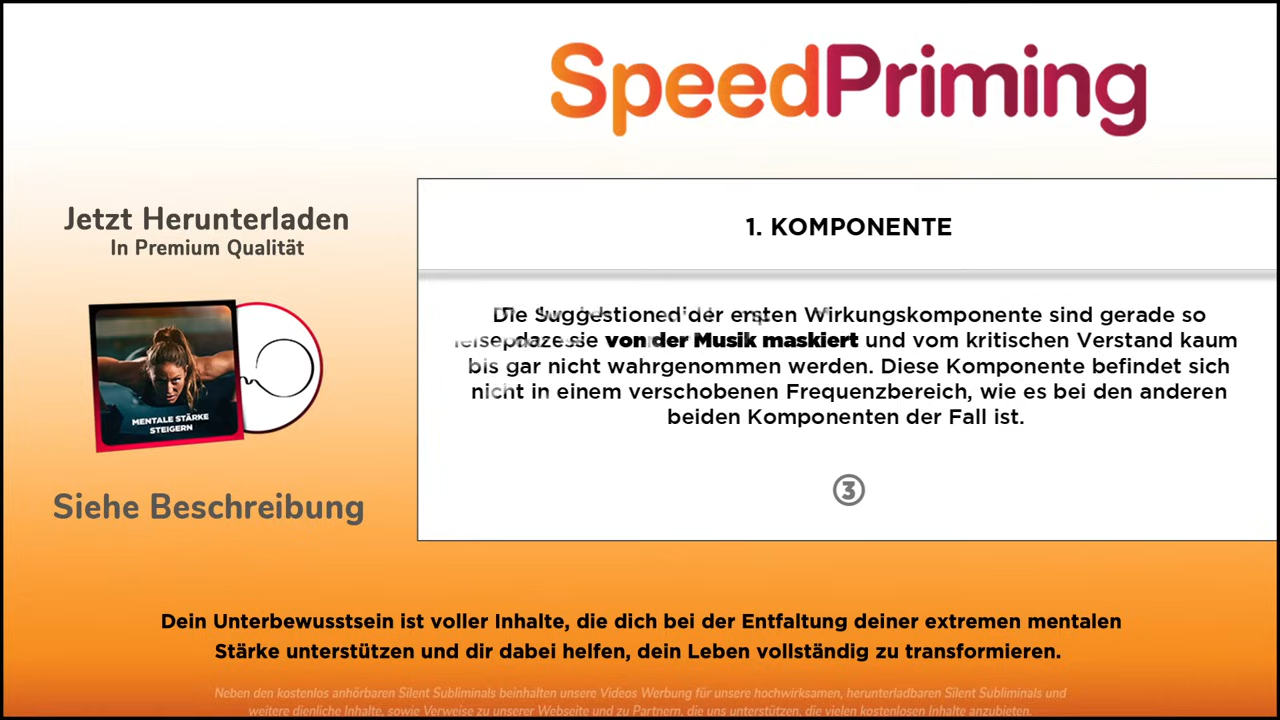 SpeedPriming
Jetzt Herunterladen
In Premium Qualität
MENTALE STÄRKE
STEIGERN
Siehe Beschreibung
1. KOMPONENTE
Die der ersten Wirkungskomponente sind gerade so
sie von der Musik maskiert und vom kritischen Verstand kaum
bis gar nicht wahrgenommen werden. Diese Komponente befindet sich
nicht in einem verschobenen Frequenzbereich, wie es bei den anderen
beiden Komponenten der Fall ist.
3
Dein Unterbewusstsein ist voller Inhalte, die dich bei der Entfaltung deiner extremen mentalen
Stärke unterstützen und dir dabei helfen, dein Leben vollständig zu transformieren.
Neben den kostenlos anhörbaren Silent Subliminals beinhalten unsere Videos Werbung für unsere hochwirksamen, herunterladbaren Silent Subliminals und
weitere dienliche Inhalte, sowie Verweise zu unserer Webseite und zu Partnern, die uns unterstützen, die vielen kostenlosen Inhalte anzubieten.